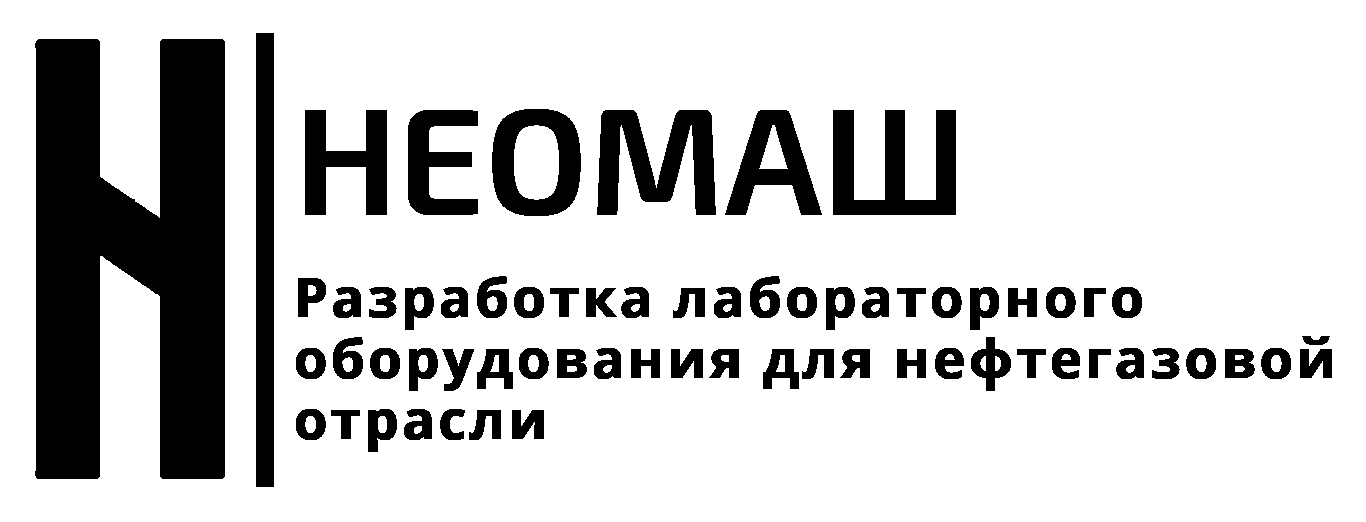 НЕОМАШ
Разработка лабораторного
оборудования для нефтегазовой
отрасли